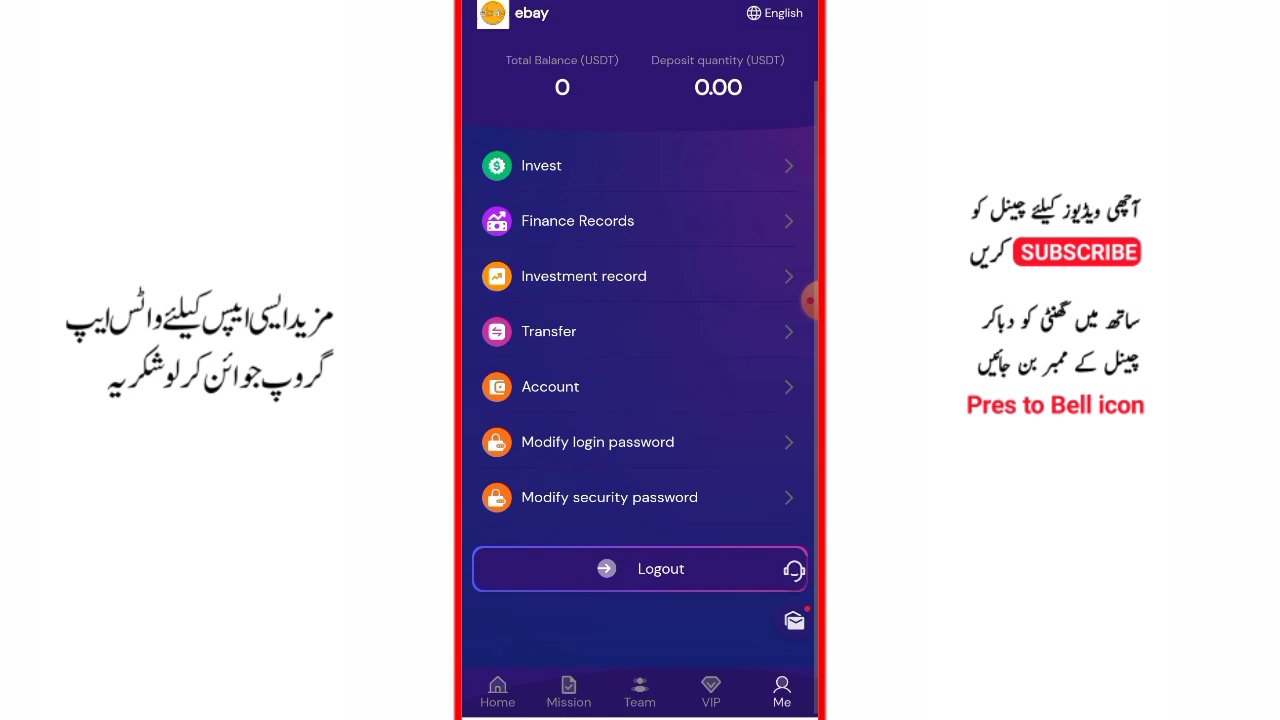 ebay
English
Total Balance (USDT)
Deposit quantity (USDT)
0
0.00
Invest
Finance Records
Investment record
Transfer
Account
Modify login password
Modify security password
Logout
Home
Mission
Team
VIP
Me
مزید ایسی ایپس کیلئے واٹس ایپ
گروپ جوائن کر لو شکریہ
اچھی ویڈیوز کیلئے چینل کو
SUBSCRIBE کریں
ساتھ میں گھنٹی کو دباکر
چینل کے ممبر بن جائیں
Pres to Bell icon